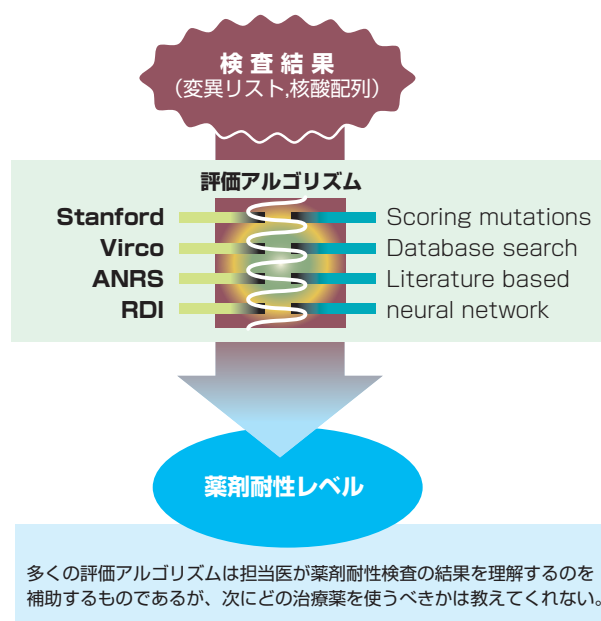 検査結果
（変異リスト,核酸配列）
評価アルゴリズム
Stanford Scoring mutations
Virco Database search
ANRS Literature based
RDI neural network
薬剤耐性レベル
多くの評価アルゴリズムは担当医が薬剤耐性検査の結果を理解するのを
補助するものであるが、次にどの治療薬を使うべきかは教えてくれない。